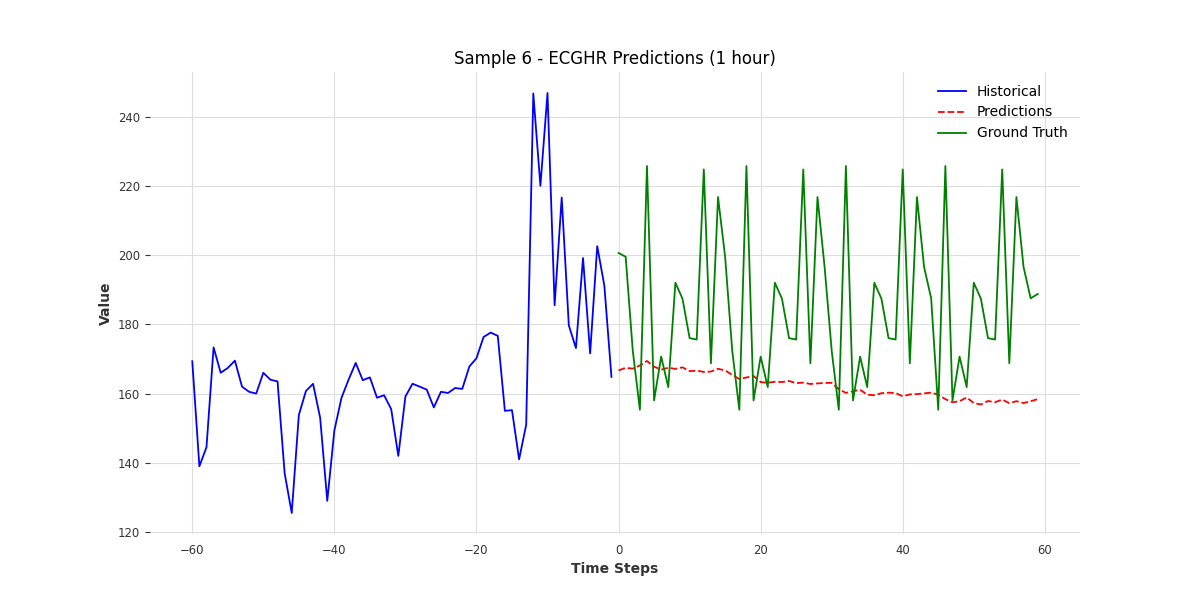 Sample 6 - ECGHR Predictions (1 hour)
Historical
Predictions
Ground Truth
Value
240
220
200
180
160
140
120
−60
−40
−20
0
20
40
60
Time Steps